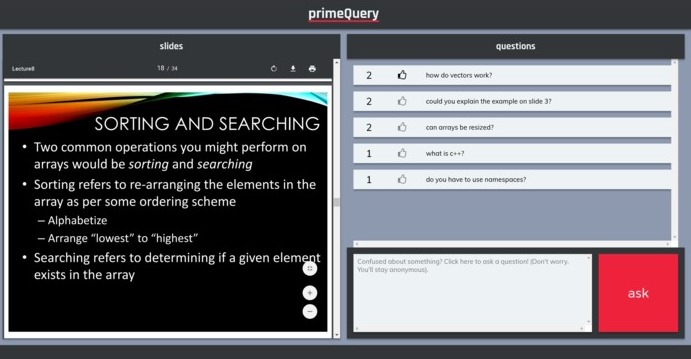 primeQuery
slides
Lecture8
18 / 34
SORTING AND SEARCHING
• Two common operations you might perform on
arrays would be sorting and searching
• Sorting refers to re-arranging the elements in the
array as per some ordering scheme
– Alphabetize
– Arrange “lowest” to “highest”
• Searching refers to determining if a given element
exists in the array
questions
2 how do vectors work?
2 could you explain the example on slide 3?
2 can arrays be resized?
1 what is c++?
1 do you have to use namespaces?
Confused about something? Click here to ask a question! (Don't worry.
You'll stay anonymous).
ask